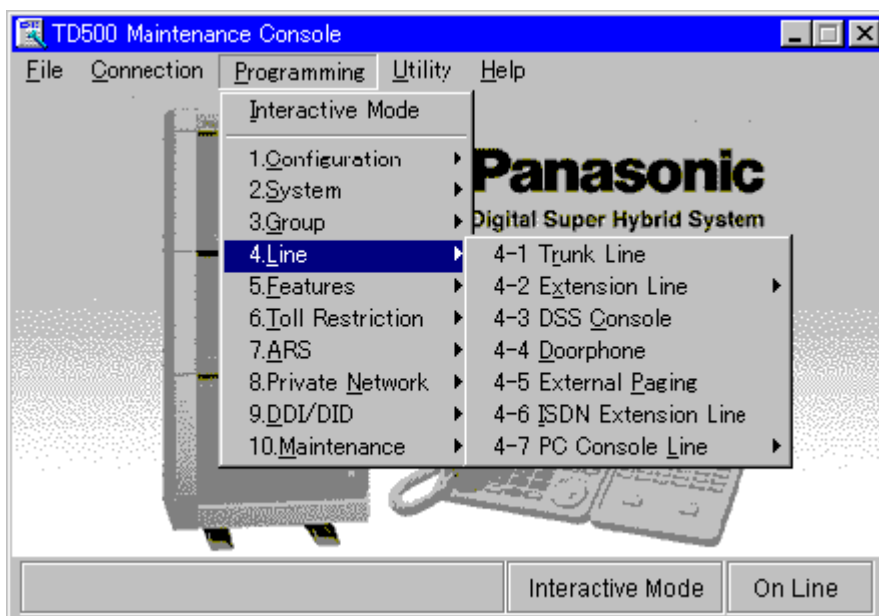 TD500 Maintenance Console
File Connection Programming Utility Help
Interactive Mode
1.Configuration
2.System
3.Group
4.Line
5.Features
6.Toll Restriction
7.ARS
8.Private Network
9.DDI/DID
10.Maintenance
Panasonic
Digital Super Hybrid System
4-1 Trunk Line
4-2 Extension Line
4-3 DSS Console
4-4 Doorphone
4-5 External Paging
4-6 ISDN Extension Line
4-7 PC Console Line
Interactive Mode
On Line